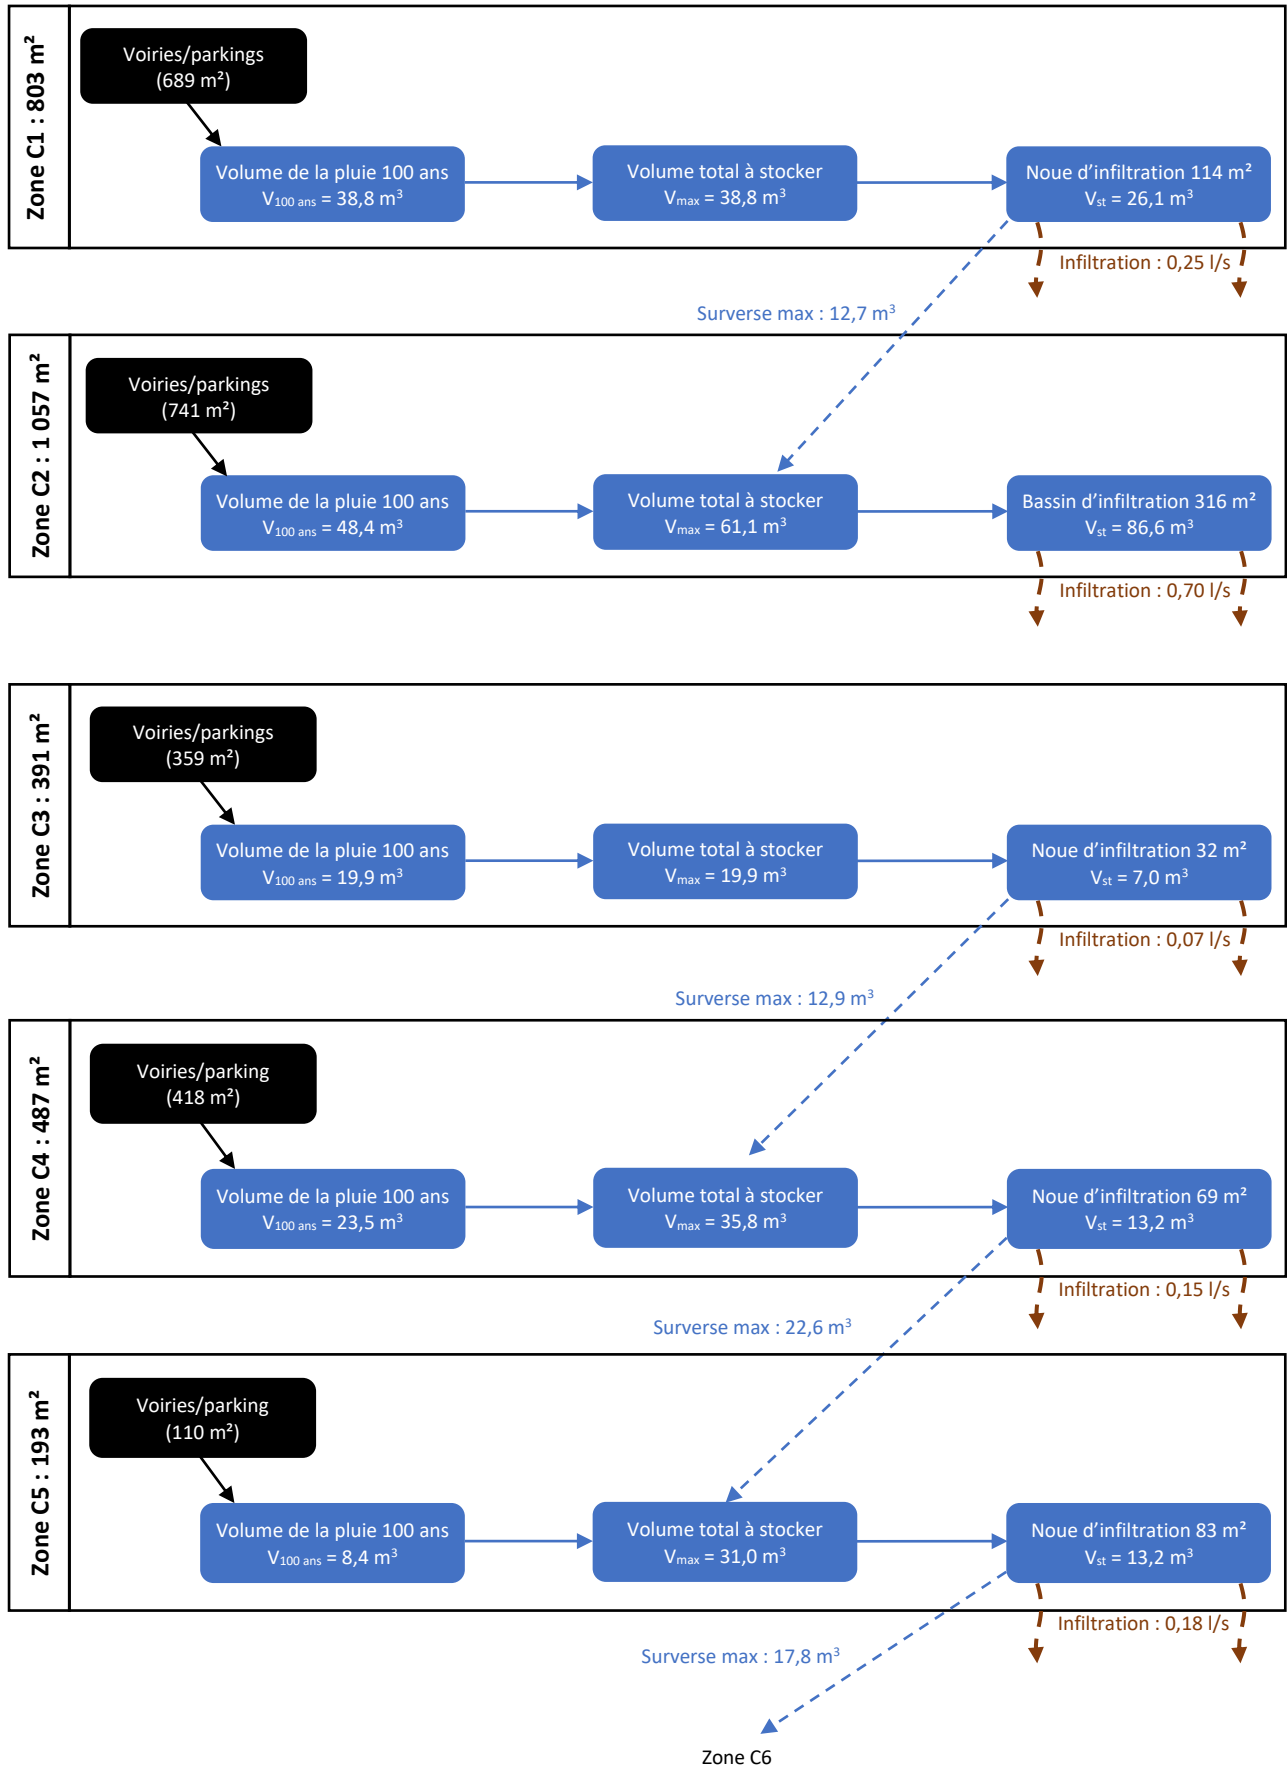 Zone C1 : 803 m²
Voiries/parkings
(689 m²)
Volume de la pluie 100 ans
V100 ans = 38,8 m³
Volume total à stocker
Vmax = 38,8 m³
Noue d’infiltration 114 m²
Vst = 26,1 m³
Infiltration : 0,25 l/s
Surverse max : 12,7 m³
Zone C2 : 1 057 m²
Voiries/parkings
(741 m²)
Volume de la pluie 100 ans
V100 ans = 48,4 m³
Volume total à stocker
Vmax = 61,1 m³
Bassin d’infiltration 316 m²
Vst = 86,6 m³
Infiltration : 0,70 l/s
Zone C3 : 391 m²
Voiries/parkings
(359 m²)
Volume de la pluie 100 ans
V100 ans = 19,9 m³
Volume total à stocker
Vmax = 19,9 m³
Noue d’infiltration 32 m²
Vst = 7,0 m³
Infiltration : 0,07 l/s
Surverse max : 12,9 m³
Zone C4 : 487 m²
Voiries/parking
(418 m²)
Volume de la pluie 100 ans
V100 ans = 23,5 m³
Volume total à stocker
Vmax = 35,8 m³
Noue d’infiltration 69 m²
Vst = 13,2 m³
Infiltration : 0,15 l/s
Surverse max : 22,6 m³
Zone C5 : 193 m²
Voiries/parking
(110 m²)
Volume de la pluie 100 ans
V100 ans = 8,4 m³
Volume total à stocker
Vmax = 31,0 m³
Noue d’infiltration 83 m²
Vst = 13,2 m³
Infiltration : 0,18 l/s
Surverse max : 17,8 m³
Zone C6